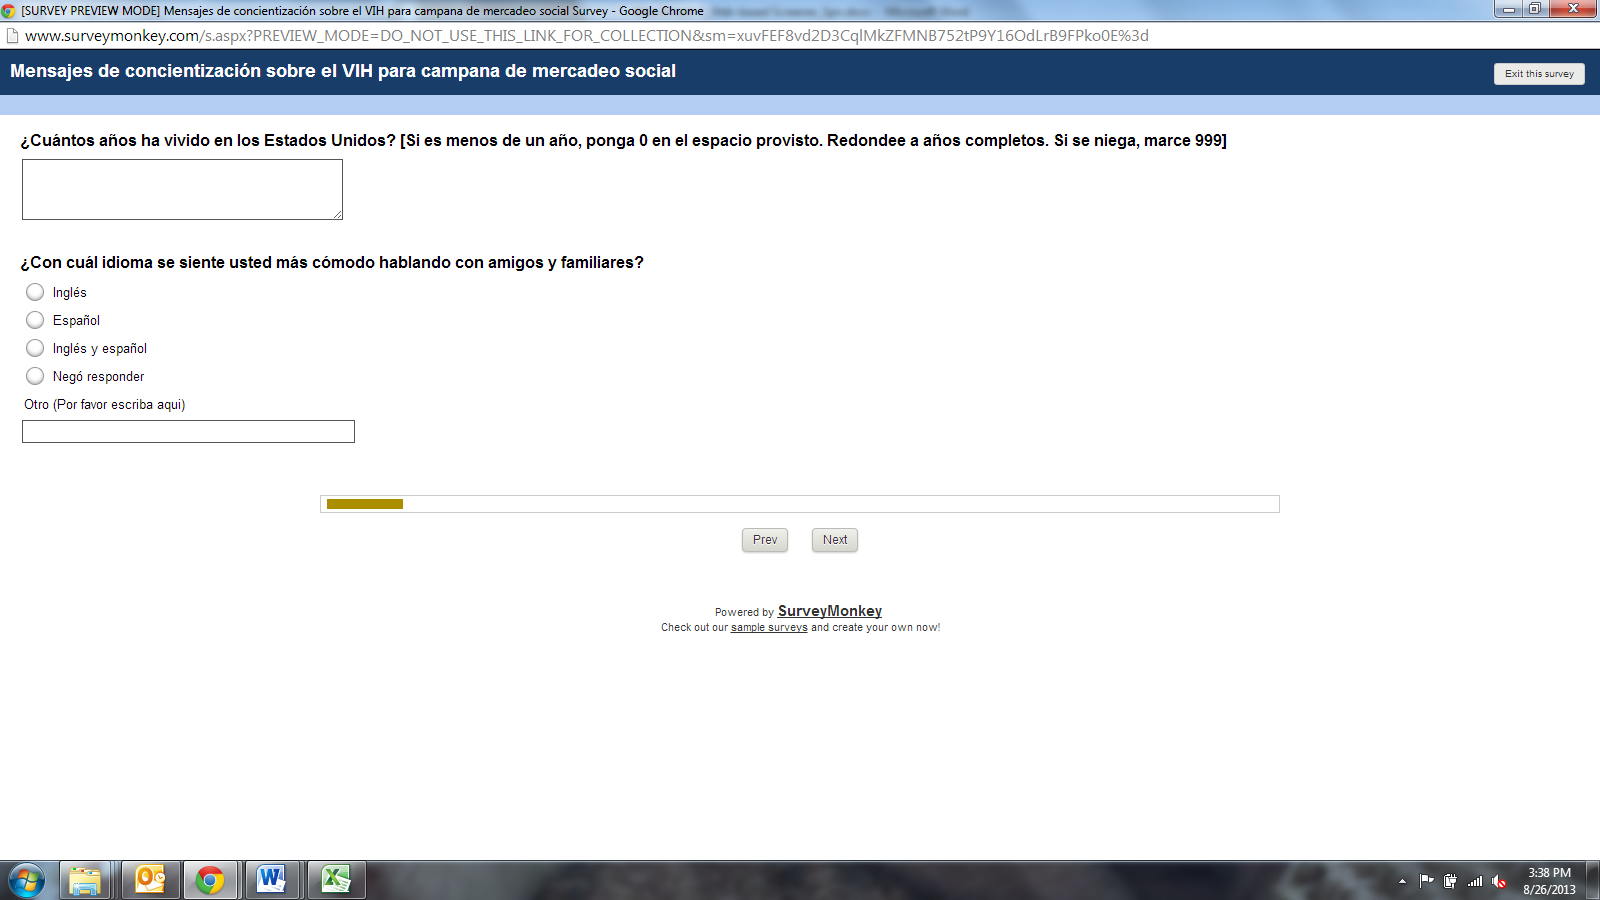 [SURVEY PREVIEW MODE] Mensajes de concientización sobre el VIH para campana de mercadeo social Survey - Google Chrome
www.surveymonkey.com/s.aspx?PREVIEW_MODE=DO_NOT_USE_THIS_LINK_FOR_COLLECTION&sm=xuvFEF8vd2D3CqlMkZFMNB752tP9Y16OdLrB9FPko0E%3d
Mensajes de concientización sobre el VIH para campana de mercadeo social
Exit this survey
¿Cuántos años ha vivido en los Estados Unidos? [Si es menos de un año, ponga 0 en el espacio provisto. Redondee a años completos. Si se niega, marce 999]
¿Con cuál idioma se siente usted más cómodo hablando con amigos y familiares?
Inglés
Español
Inglés y español
Negó responder
Otro (Por favor escriba aqui)
Prev Next
Powered by SurveyMonkey
Check out our sample surveys and create your own now!
3:38 PM
8/26/2013